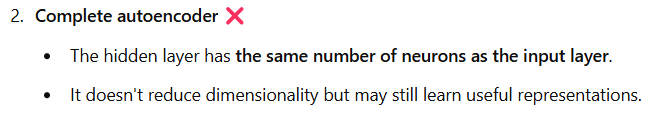 2. Complete autoencoder ❌
• The hidden layer has the same number of neurons as the input layer.
• It doesn't reduce dimensionality but may still learn useful representations.